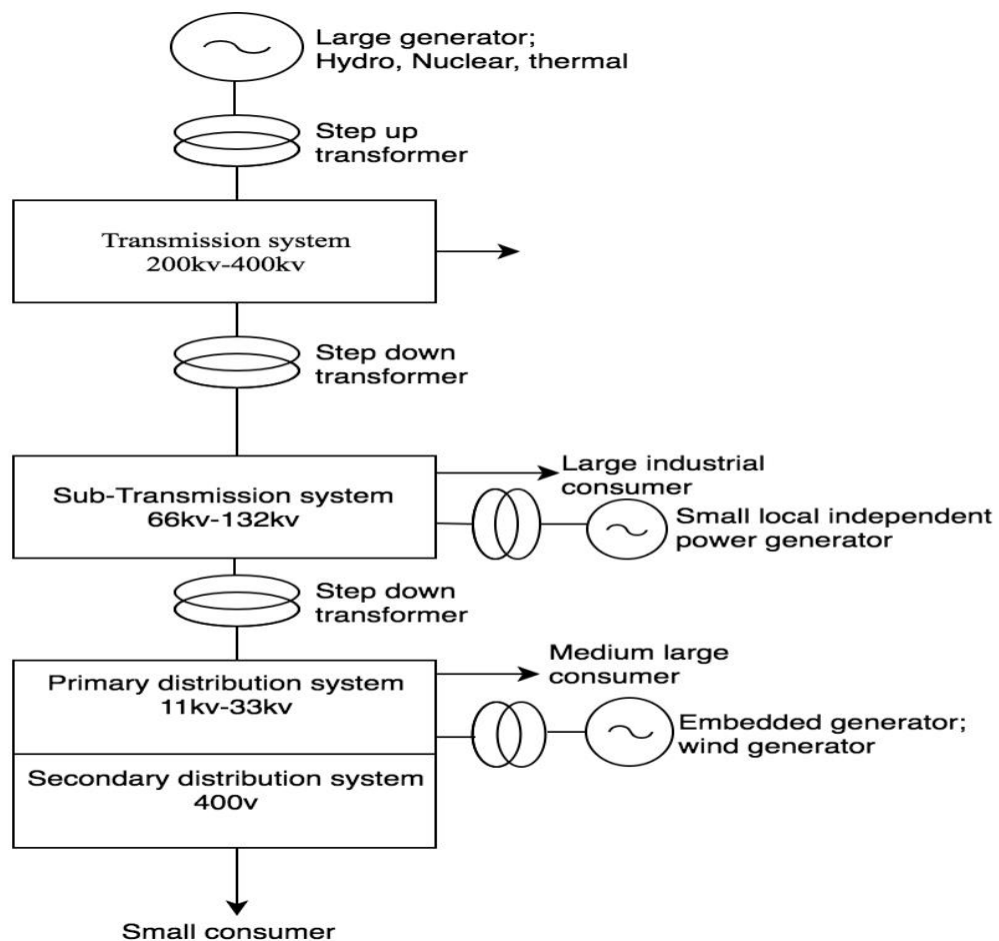 Large generator;
Hydro, Nuclear, thermal
Step up
transformer
Transmission system
200kv-400kv
Step down
transformer
Sub-Transmission system
66kv-132kv
Large industrial
consumer
Small local independent
power generator
Step down
transformer
Primary distribution system
11kv-33kv
Medium large
consumer
Embedded generator;
wind generator
Secondary distribution system
400v
Small consumer